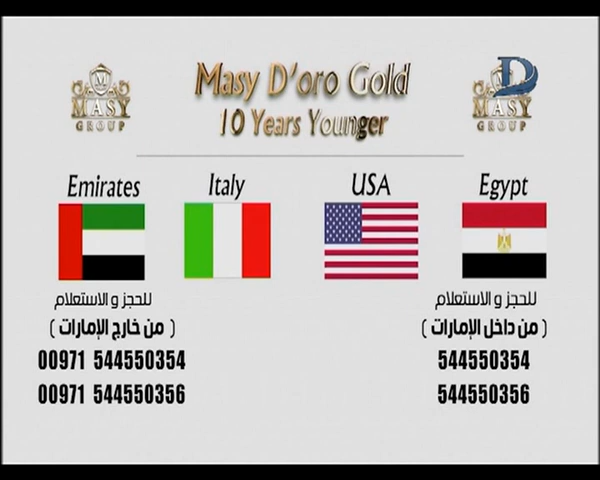 Masy D'oro Gold
10 Years Younger
MASY
GROUP
D
MASY
GROUP
Emirates
Italy
USA
Egypt
للحجز و الاستعلام
( من خارج الإمارات )
00971 544550354
00971 544550356
للحجز و الاستعلام
( من داخل الإمارات )
544550354
544550356